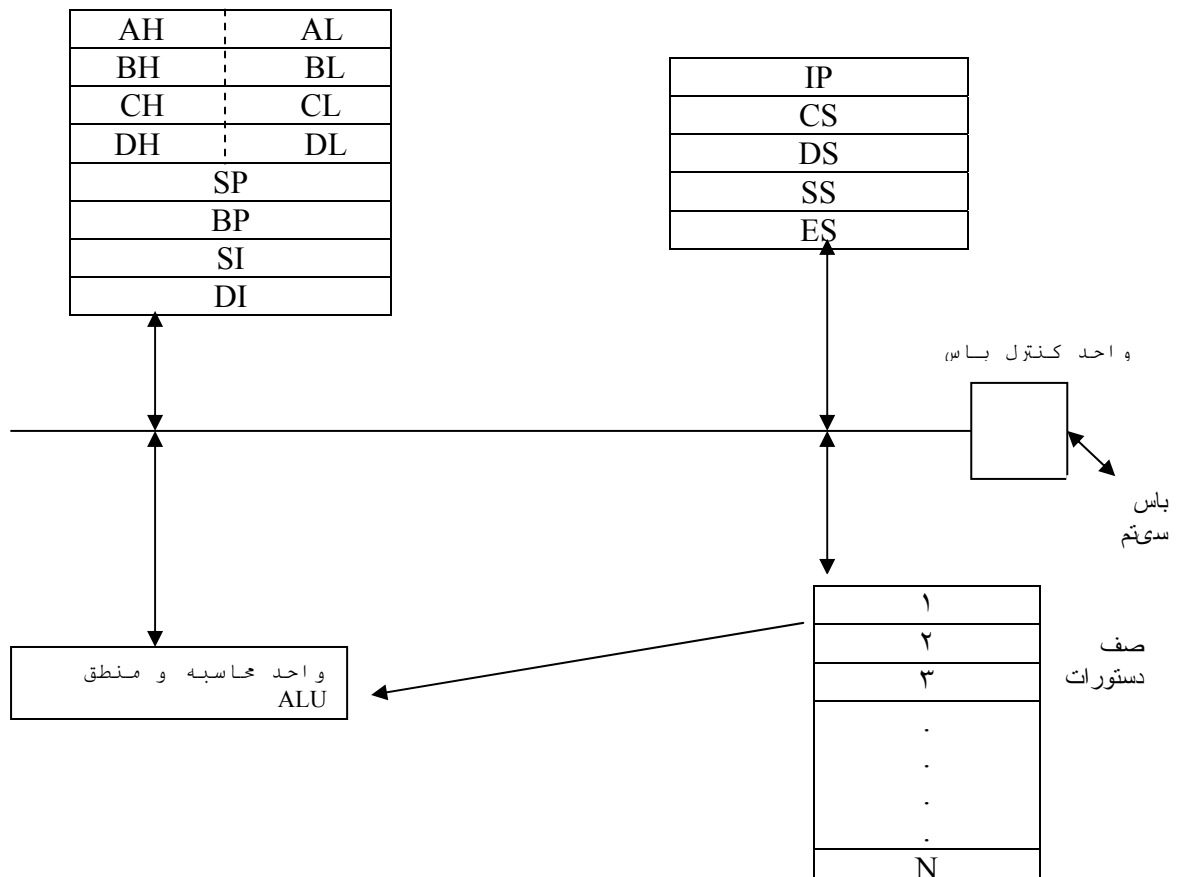 AH AL
BH BL
CH CL
DH DL
SP
BP
SI
DI
IP
CS
DS
SS
ES
واحد کنترل باس
باس
سیتم
واحد محاسبه و منطق
ALU
صف
دستورات
۱
۲
۳
.
.
.
.
N